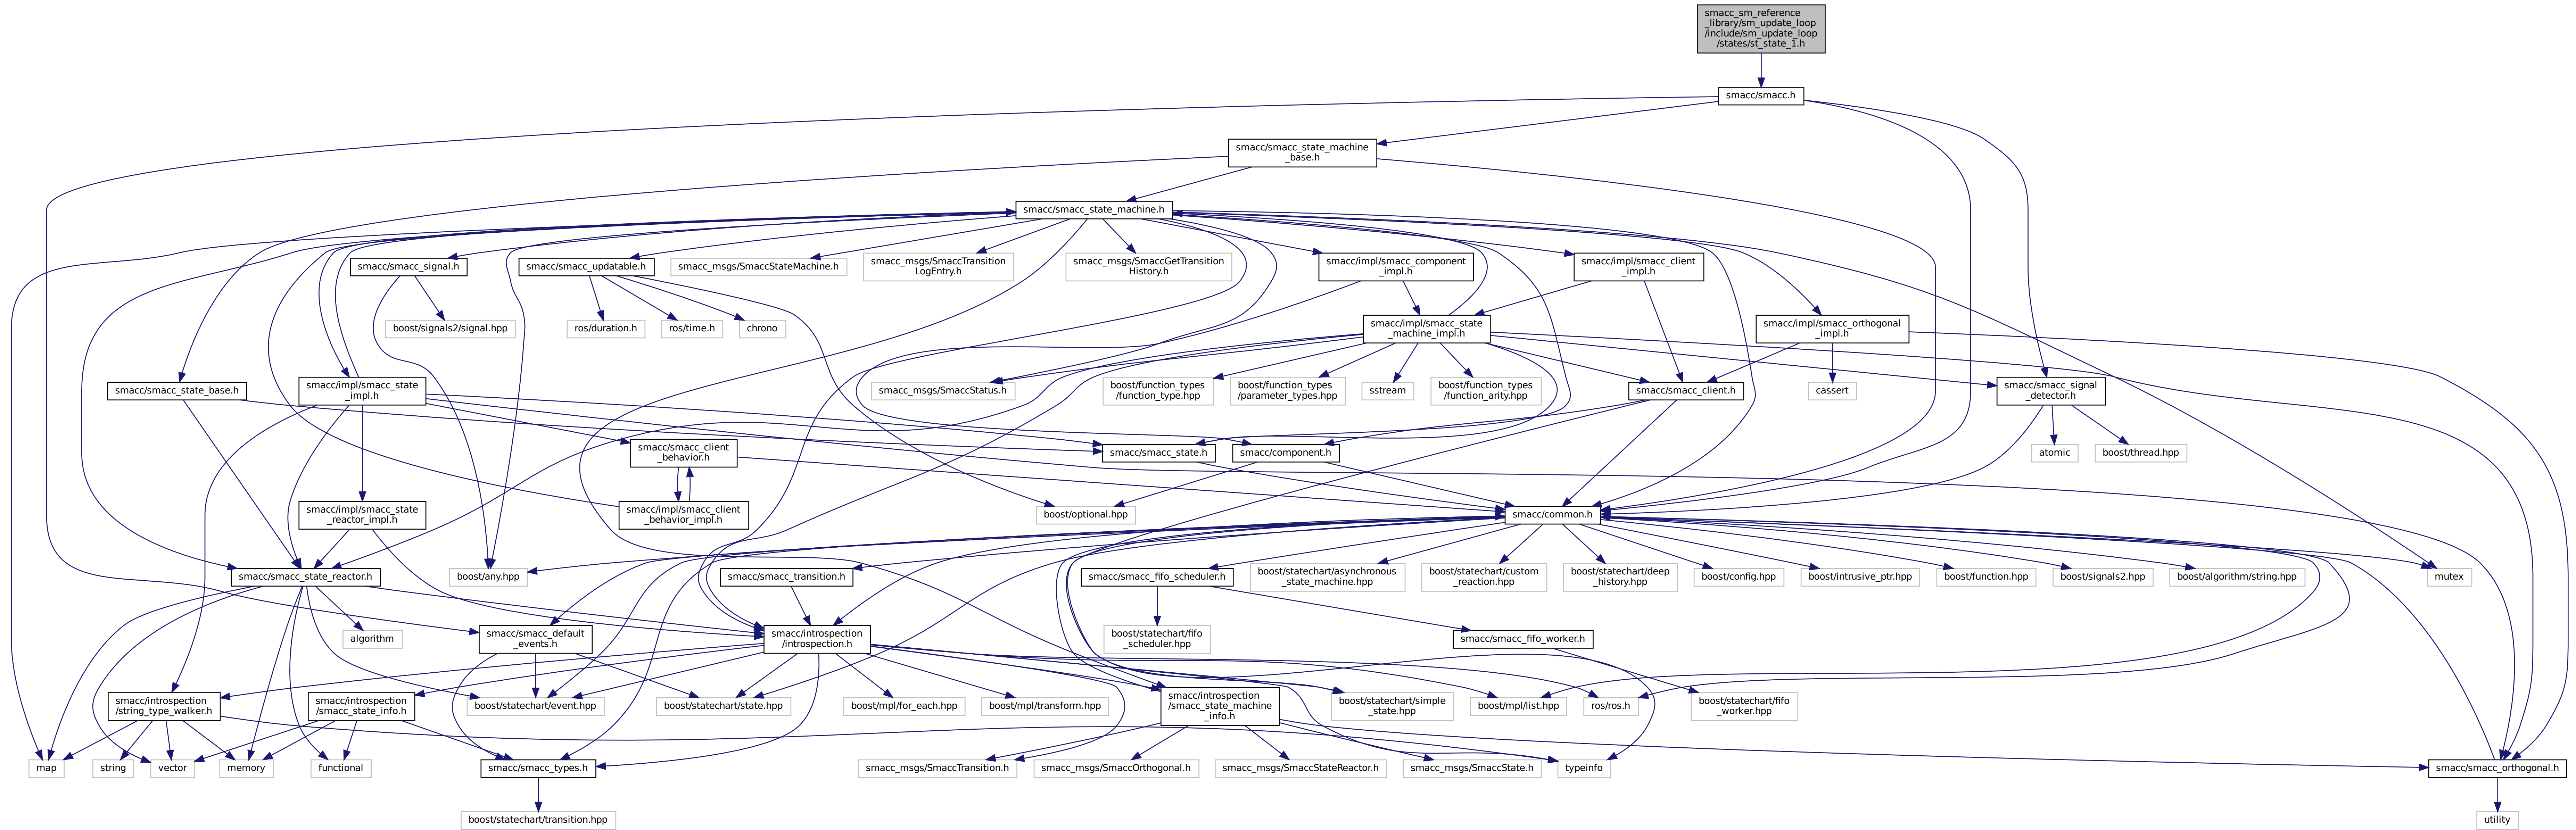 smacc_sm_reference
_library/sm_update_loop
/include/sm_update_loop
/states/st_state_1.h
smacc/smacc.h
smacc/smacc_state_machine
_base.h
smacc/smacc_state_machine.h
smacc/smacc_signal.h
smacc/smacc_updatable.h
smacc_msgs/SmaccStateMachine.h
smacc_msgs/SmaccTransition
LogEntry.h
smacc_msgs/SmaccGetTransition
History.h
smacc/impl/smacc_component
_impl.h
smacc/impl/smacc_client
_impl.h
boost/signals2/signal.hpp
ros/duration.h
ros/time.h
chrono
smacc/impl/smacc_state
_machine_impl.h
smacc/impl/smacc_orthogonal
_impl.h
smacc/smacc_state_base.h
smacc/impl/smacc_state
_impl.h
smacc_msgs/SmaccStatus.h
boost/function_types
/function_type.hpp
boost/function_types
/parameter_types.hpp
sstream
boost/function_types
/function_arity.hpp
smacc/smacc_client.h
cassert
smacc/smacc_signal
_detector.h
smacc/smacc_client
_behavior.h
smacc/smacc_state.h
smacc/component.h
atomic
boost/thread.hpp
smacc/impl/smacc_state
_reactor_impl.h
smacc/impl/smacc_client
_behavior_impl.h
boost/optional.hpp
smacc/common.h
smacc/smacc_state_reactor.h
boost/any.hpp
smacc/smacc_transition.h
smacc/smacc_fifo_scheduler.h
boost/statechart/asynchronous
_state_machine.hpp
boost/statechart/custom
_reaction.hpp
boost/statechart/deep
_history.hpp
boost/config.hpp
boost/intrusive_ptr.hpp
boost/function.hpp
boost/signals2.hpp
boost/algorithm/string.hpp
mutex
algorithm
smacc/smacc_default
_events.h
smacc/introspection
/introspection.h
boost/statechart/fifo
_scheduler.hpp
smacc/smacc_fifo_worker.h
smacc/introspection
/string_type_walker.h
smacc/introspection
/smacc_state_info.h
boost/statechart/event.hpp
boost/statechart/state.hpp
boost/mpl/for_each.hpp
boost/mpl/transform.hpp
smacc/introspection
/smacc_state_machine
_info.h
boost/statechart/simple
_state.hpp
boost/mpl/list.hpp
ros/ros.h
boost/statechart/fifo
_worker.hpp
map
string
vector
memory
functional
smacc/smacc_types.h
smacc_msgs/SmaccTransition.h
smacc_msgs/SmaccOrthogonal.h
smacc_msgs/SmaccStateReactor.h
smacc_msgs/SmaccState.h
typeinfo
smacc/smacc_orthogonal.h
boost/statechart/transition.hpp
utility